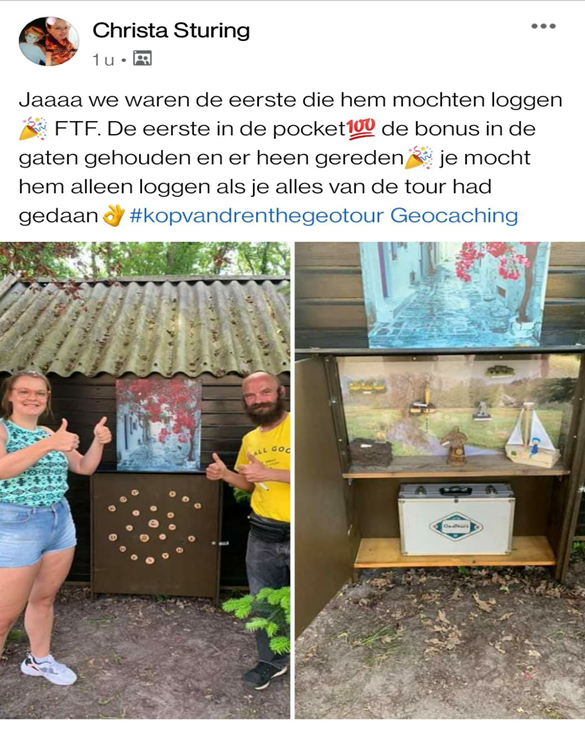 Christa Sturing
1 u •
Jaaaa we waren de eerste die hem mochten loggen
🎉 FTF. De eerste in de pocket💯 de bonus in de
gaten gehouden en er heen gereden🎉 je mocht
hem alleen loggen als je alles van de tour had
gedaan👌 #kopvandrenthegeotour Geocaching
ALL GOO